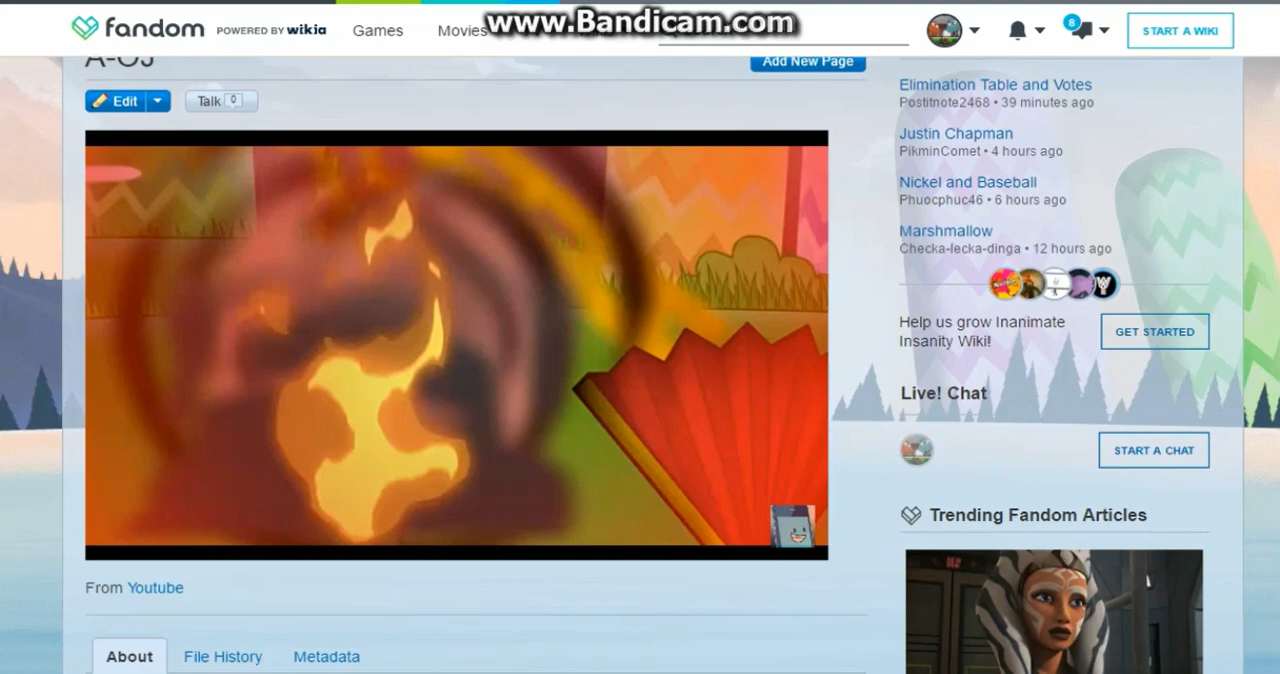 fandom POWERED BY wikia Games Movies www.Bandicam.com 8 START A WIKI
A-OJ
Add New Page
Edit Talk 0
Elimination Table and Votes
Postitnote2468 • 39 minutes ago
Justin Chapman
PikminComet • 4 hours ago
Nickel and Baseball
Phuocphuc46 • 6 hours ago
Marshmallow
Checka-lecka-dinga • 12 hours ago
Help us grow Inanimate
Insanity Wiki!
GET STARTED
Live! Chat
START A CHAT
Trending Fandom Articles
From Youtube
About File History Metadata